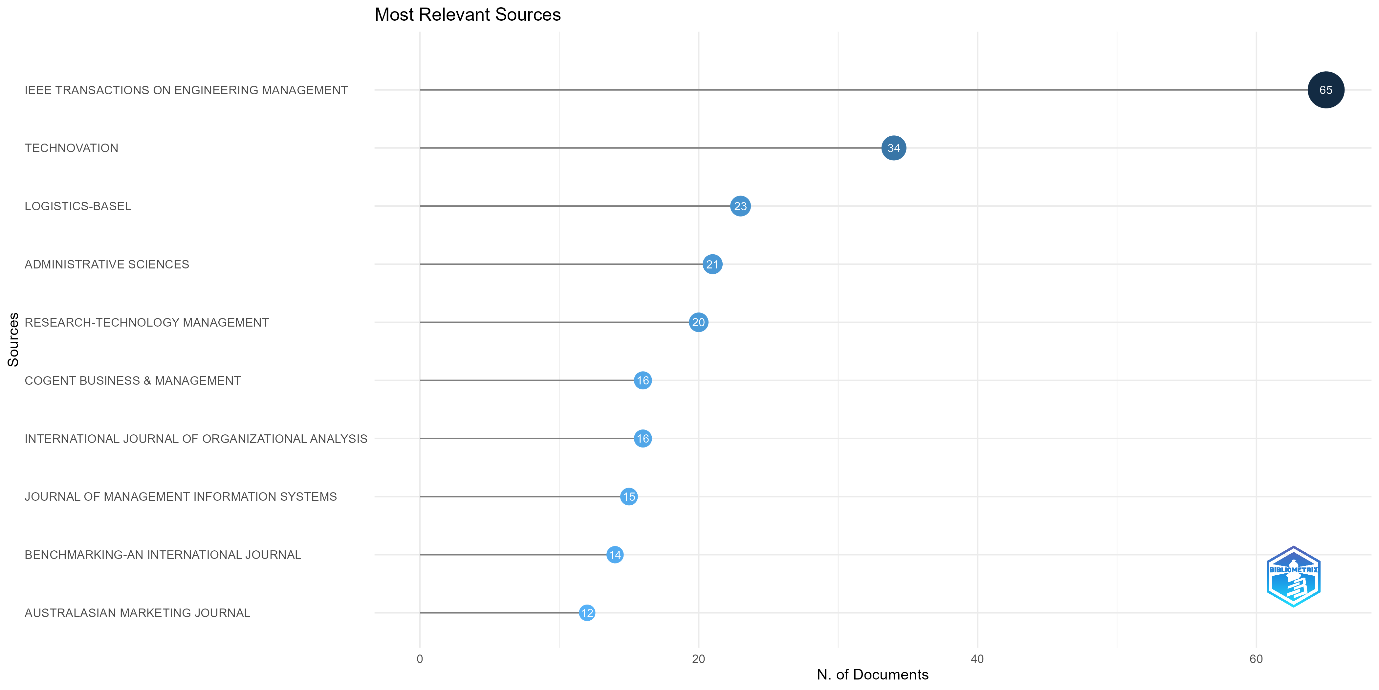 Most Relevant Sources
IEEE TRANSACTIONS ON ENGINEERING MANAGEMENT
65
TECHNOVATION
34
LOGISTICS-BASEL
23
ADMINISTRATIVE SCIENCES
21
RESEARCH-TECHNOLOGY MANAGEMENT
20
COGENT BUSINESS & MANAGEMENT
16
INTERNATIONAL JOURNAL OF ORGANIZATIONAL ANALYSIS
16
JOURNAL OF MANAGEMENT INFORMATION SYSTEMS
15
BENCHMARKING-AN INTERNATIONAL JOURNAL
14
AUSTRALASIAN MARKETING JOURNAL
12
Sources
BIBLIOMETRIX
0 20 40 60
N. of Documents